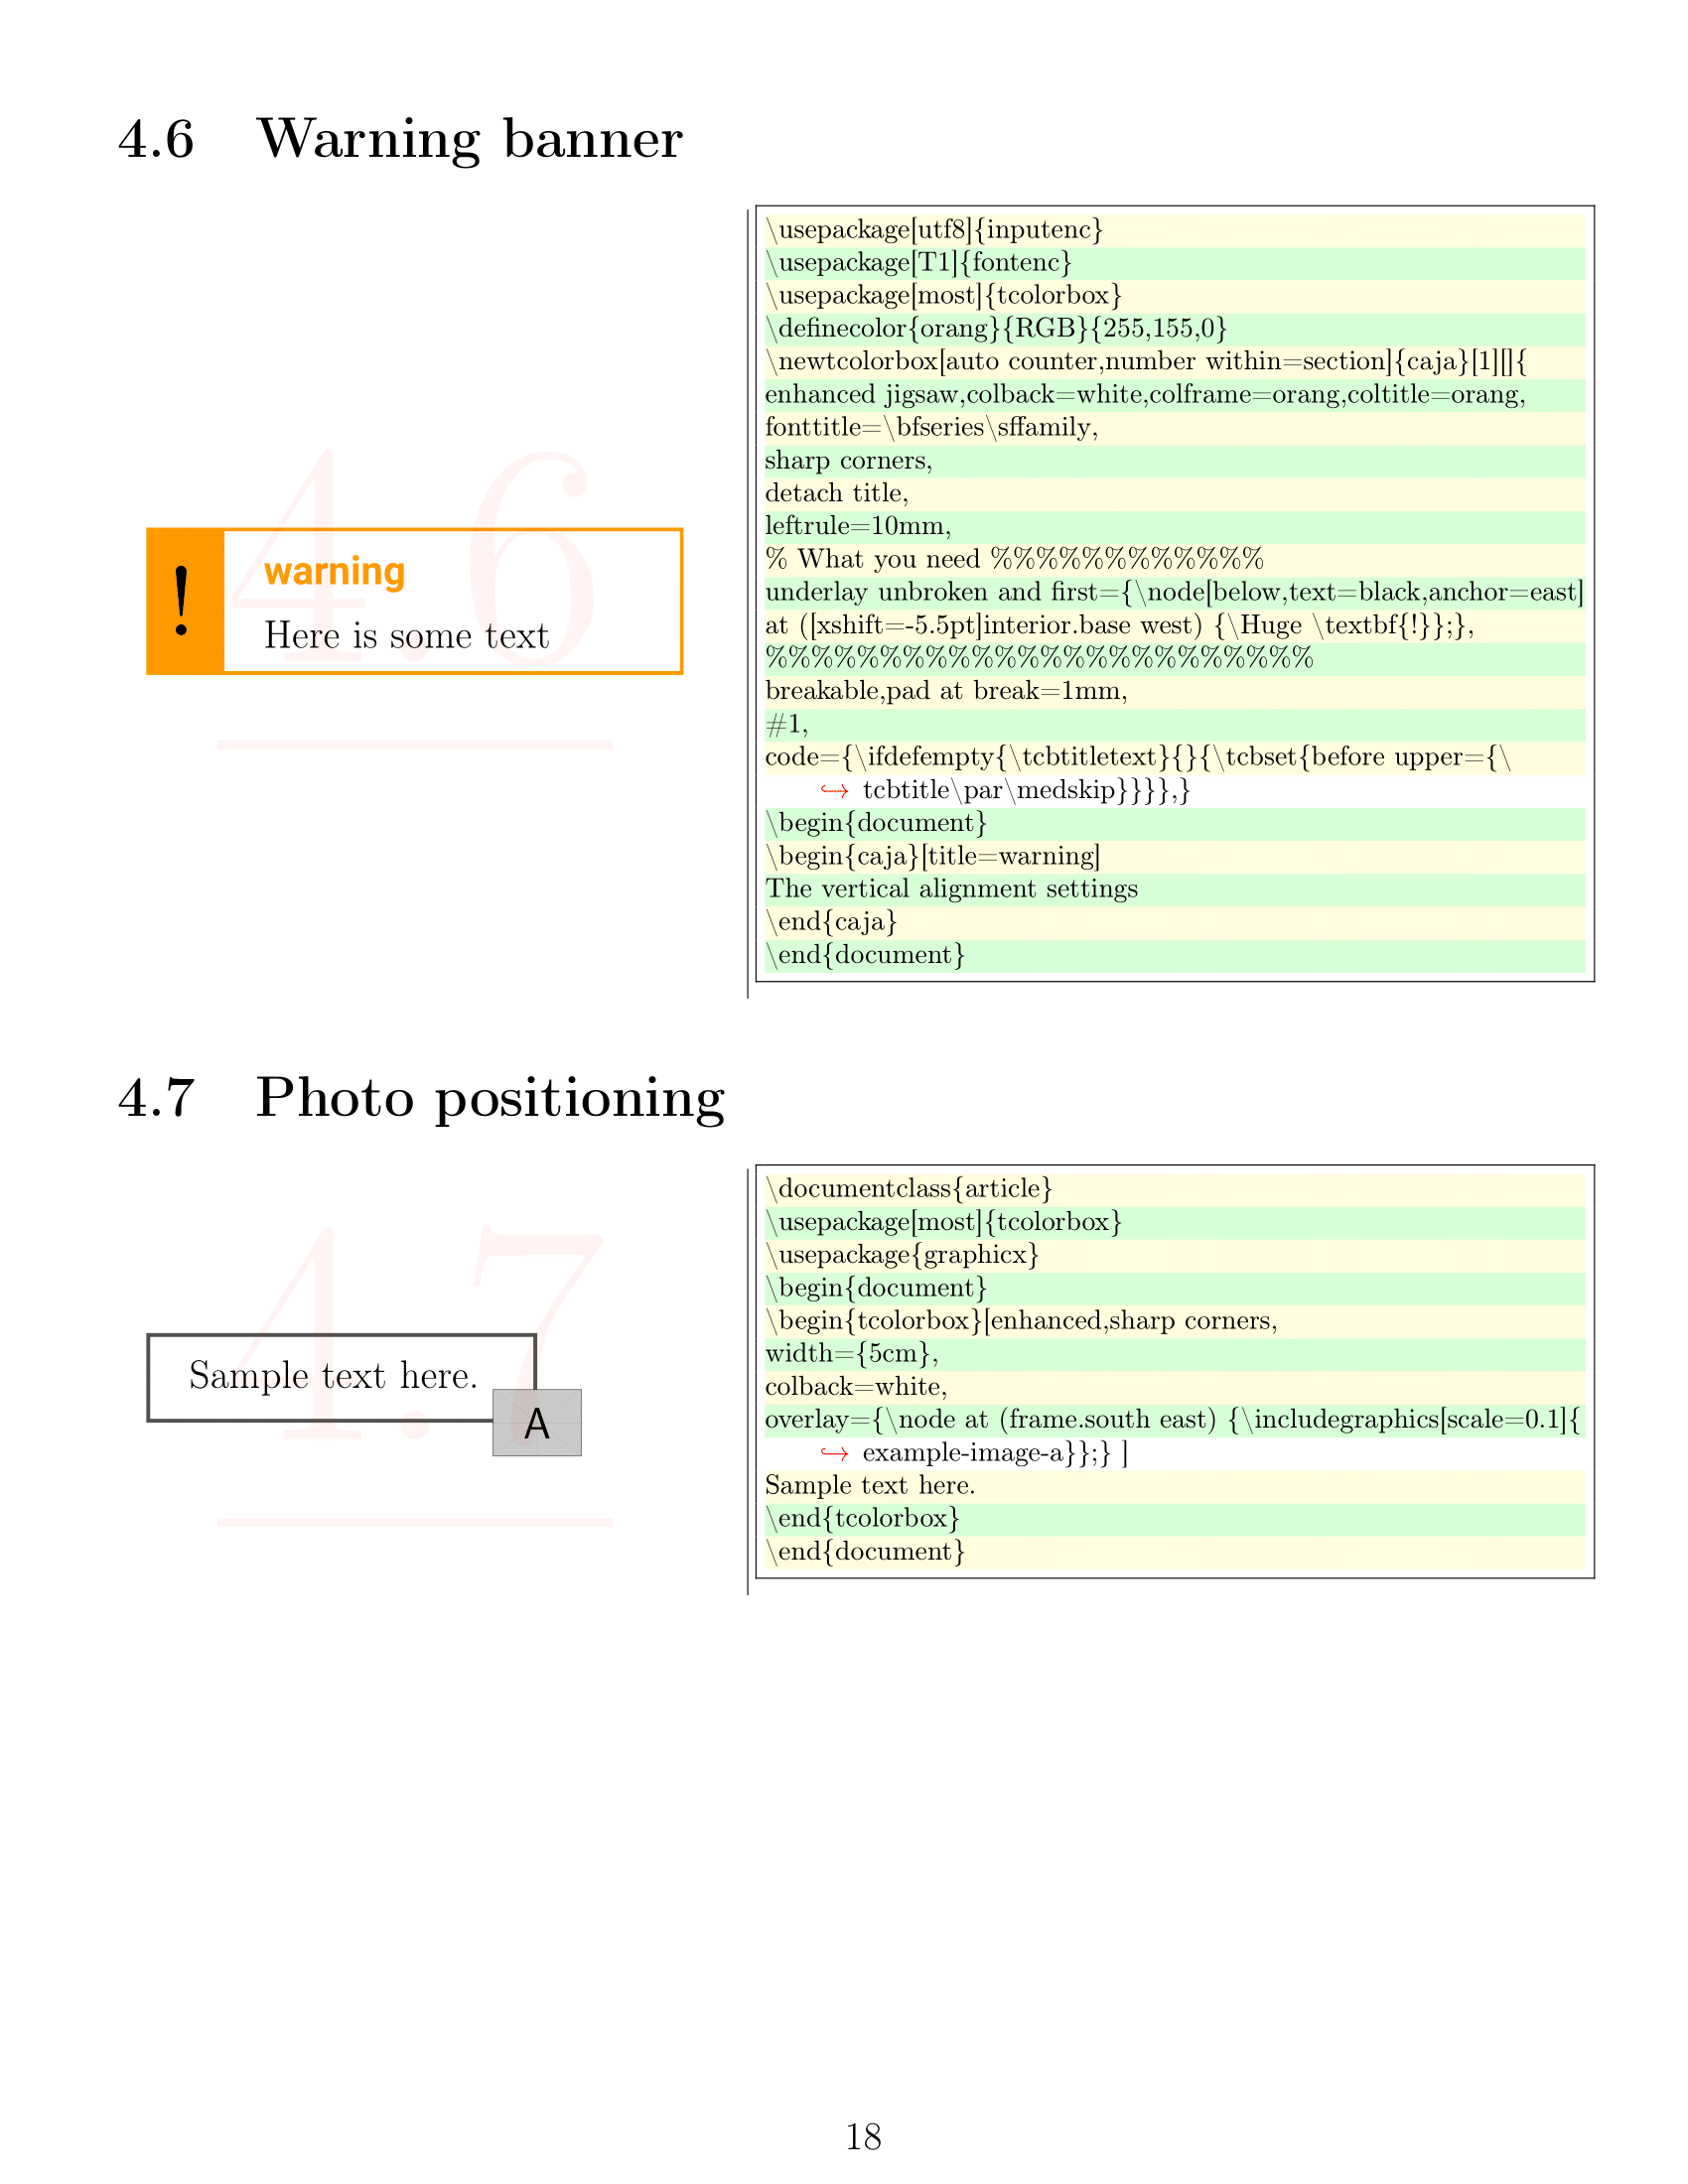 4.6 Warning banner
4.6
!
warning
Here is some text
\usepackage[utf8]{inputenc}
\usepackage[T1]{fontenc}
\usepackage[most]{tcolorbox}
\definecolor{orang}{RGB}{255,155,0}
\newtcolorbox[auto counter,number within=section]{caja}[1][]{
enhanced jigsaw,colback=white,colframe=orang,coltitle=orang,
fonttitle=\bfseries\sffamily,
sharp corners,
detach title,
leftrule=10mm,
% What you need %%%%%%%%%%%%
underlay unbroken and first={\node[below,text=black,anchor=east]
at ([xshift=-5.5pt]interior.base west) {\Huge \textbf{!}};},
%%%%%%%%%%%%%%%%%%%%%%%%
breakable,pad at break=1mm,
#1,
code={\ifdefempty{\tcbtitletext}{}{\tcbset{before upper={\
↪ tcbtitle\par\medskip}}}},}
\begin{document}
\begin{caja}[title=warning]
The vertical alignment settings
\end{caja}
\end{document}
4.7 Photo positioning
4.7
Sample text here.
A
\documentclass{article}
\usepackage[most]{tcolorbox}
\usepackage{graphicx}
\begin{document}
\begin{tcolorbox}[enhanced,sharp corners,
width={5cm},
colback=white,
overlay={\node at (frame.south east) {\includegraphics[scale=0.1]{
↪ example-image-a}};} ]
Sample text here.
\end{tcolorbox}
\end{document}
18